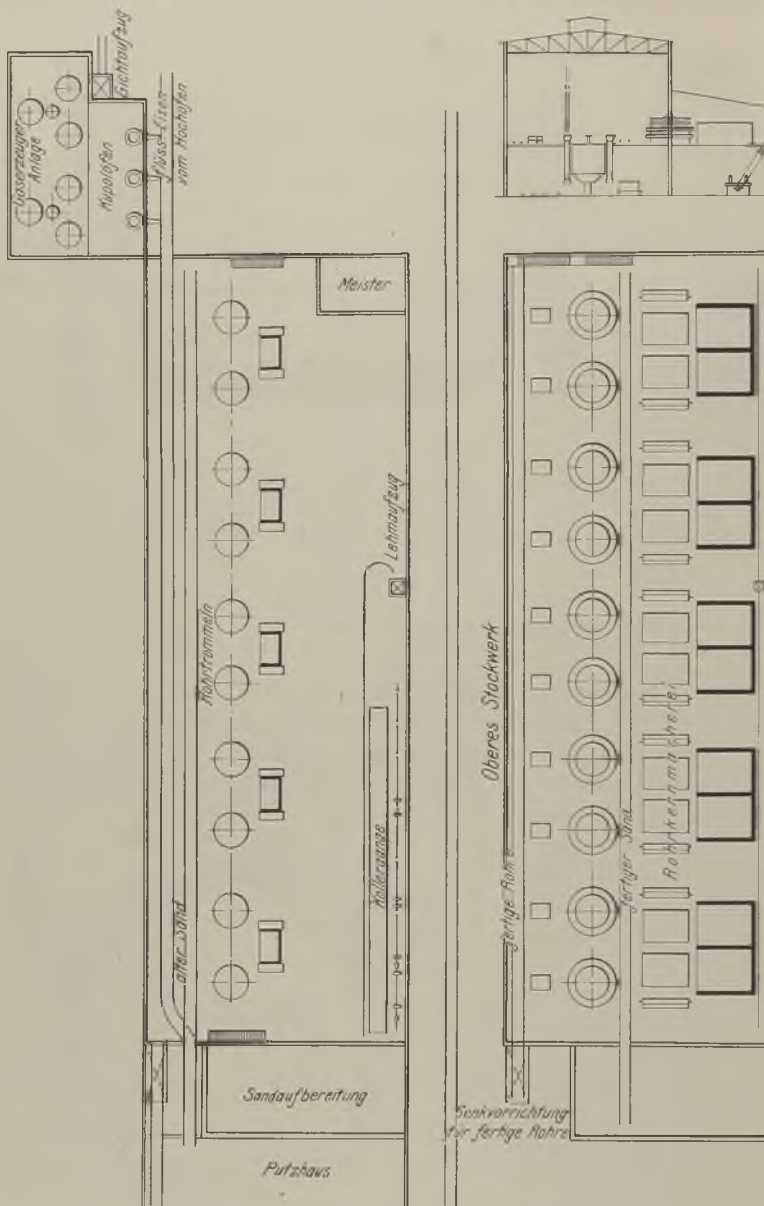 Gaserzeuger
Anlage
Kupolöfen
Gichtaufzug
flüss. Eisen
vom Hochofen
Meister
Rohrtrommeln
Lehmaufzug
Kollergänge
alter Sand
Sandaufbereitung
Putzhaus
Oberes Stockwerk
fertige Rohre
fertiger Sand
Rohrkernmacherei
Senkvorrichtung
für fertige Rohre